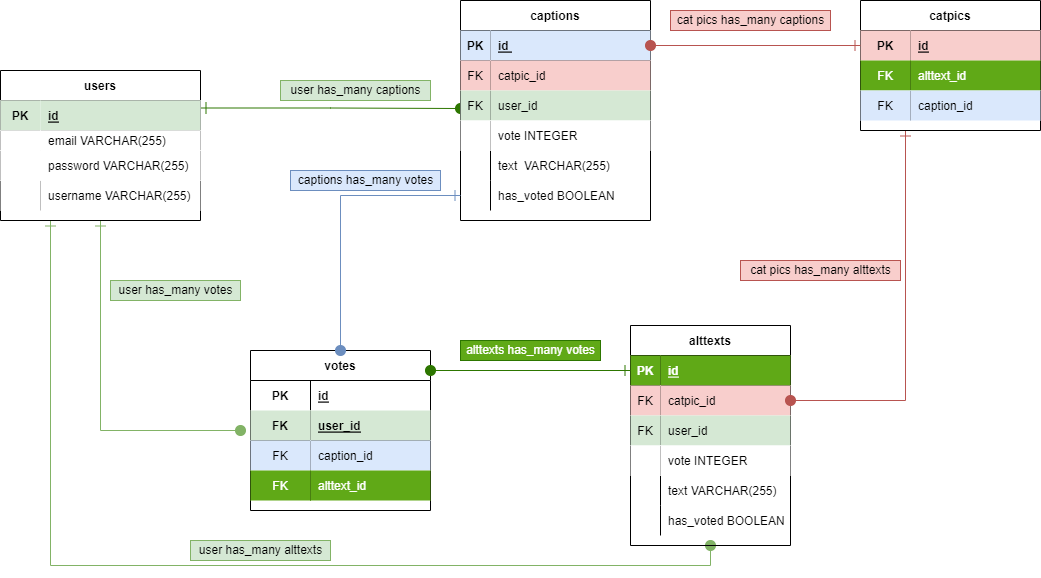 captions
PK id
FK catpic_id
FK user_id
vote INTEGER
text VARCHAR(255)
has_voted BOOLEAN
cat pics has_many captions
catpics
PK id
FK alttext_id
FK caption_id
users
PK id
email VARCHAR(255)
password VARCHAR(255)
username VARCHAR(255)
user has_many captions
captions has_many votes
cat pics has_many alttexts
user has_many votes
votes
PK id
FK user_id
FK caption_id
FK alttext_id
alttexts has_many votes
alttexts
PK id
FK catpic_id
FK user_id
vote INTEGER
text VARCHAR(255)
has_voted BOOLEAN
user has_many alttexts